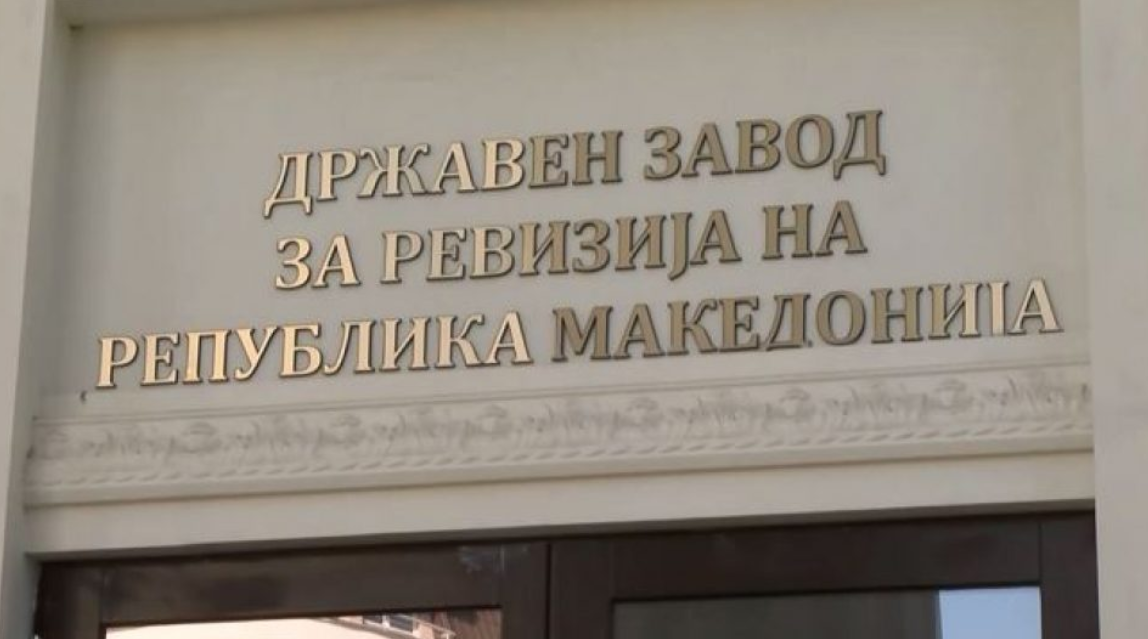 ДРЖАВЕН ЗАВОД
ЗА РЕВИЗИЈА НА
РЕПУБЛИКА МАКЕДОНИЈА